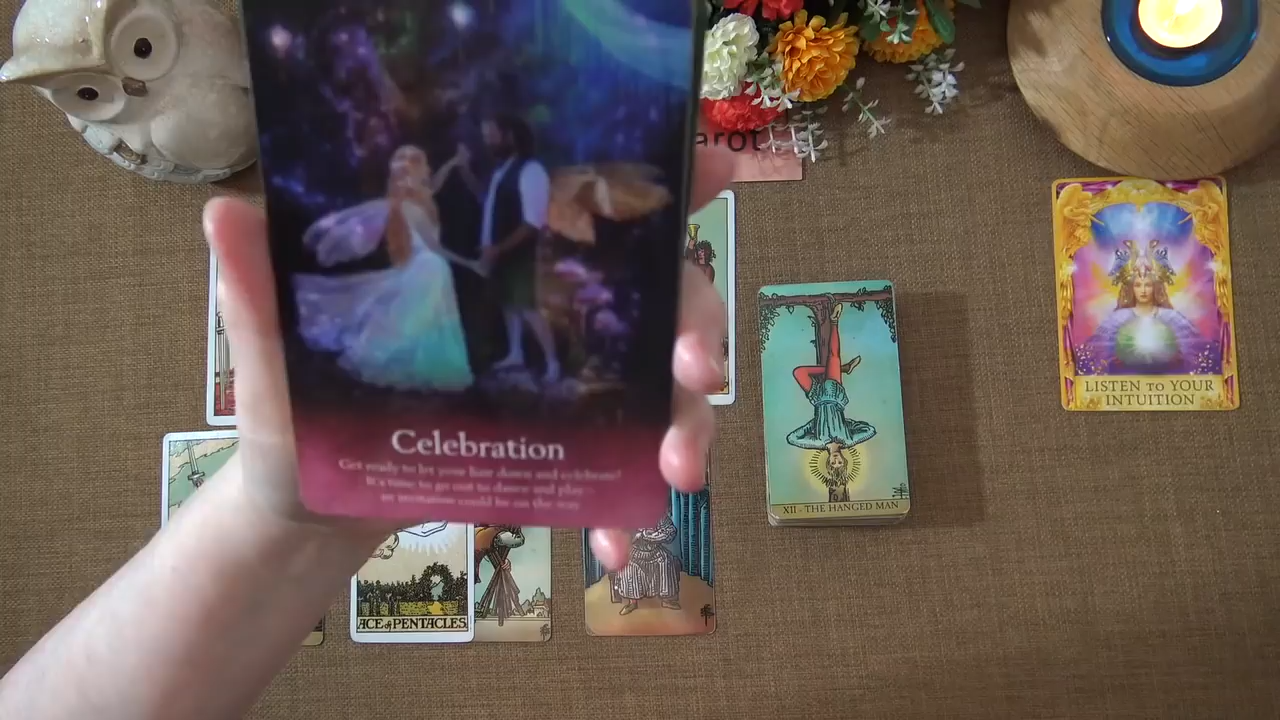 arot
Celebration
Get ready to let your hair down and celebrate!
It's time to go out to dance and play -
an invitation could be on the way
LISTEN TO YOUR
INTUITION
XII - THE HANGED MAN
ACE of PENTACLES